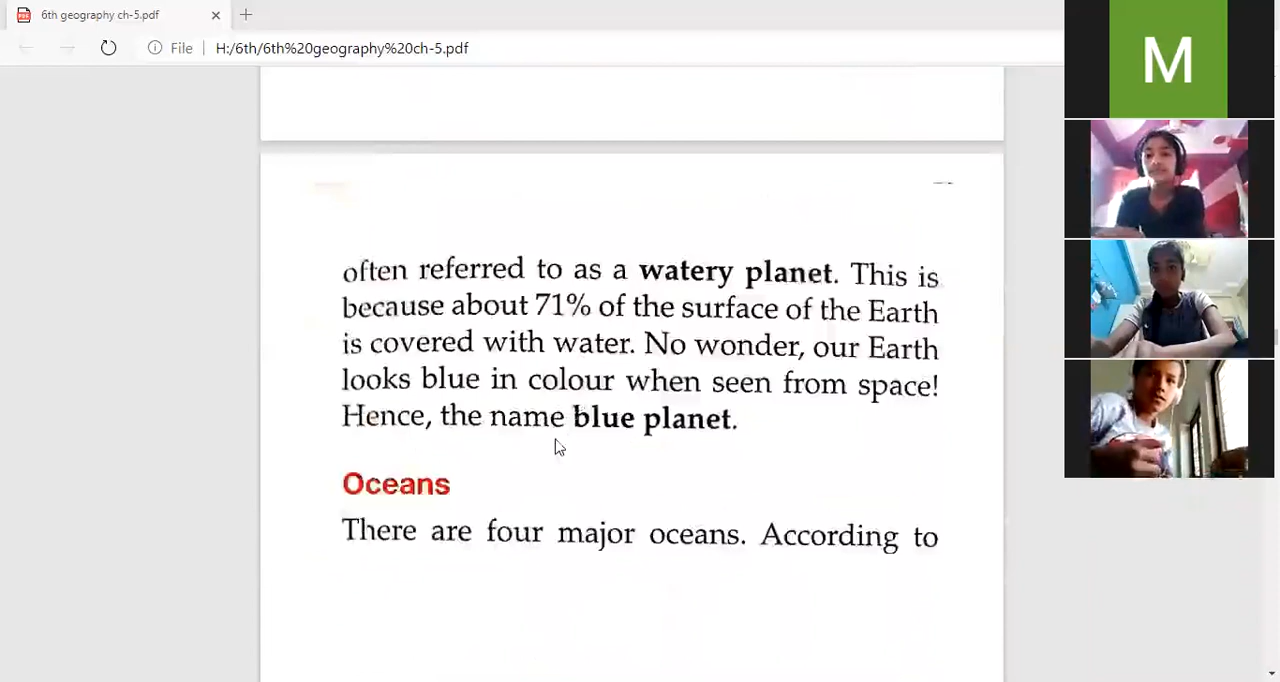 6th geography ch-5.pdf
File
H:/6th/6th%20geography%20ch-5.pdf
M
often referred to as a watery planet. This is
because about 71% of the surface of the Earth
is covered with water. No wonder, our Earth
looks blue in colour when seen from space!
Hence, the name blue planet.
Oceans
There are four major oceans. According to